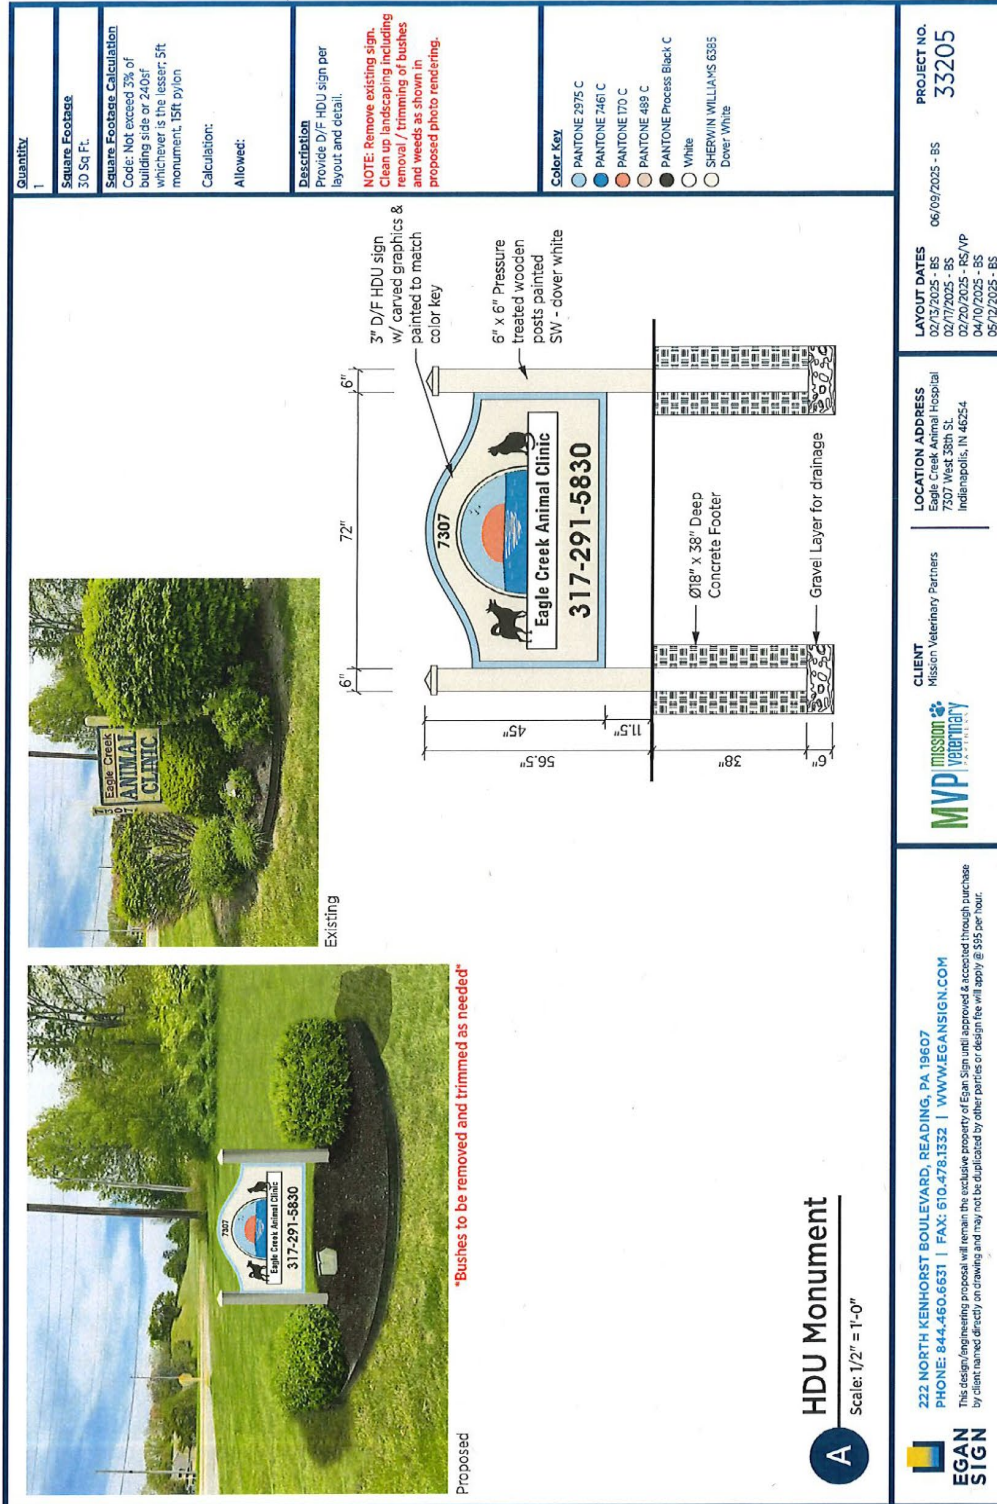 Proposed
7307
Eagle Creek Animal Clinic
317-291-5830
*Bushes to be removed and trimmed as needed*
Existing
7307
Eagle Creek
ANIMAL
CLINIC
6"
72"
6"
45"
11.5"
56.5"
38"
6"
7307
Eagle Creek Animal Clinic
317-291-5830
3" D/F HDU sign
w/ carved graphics &
painted to match
color key
6" x 6" Pressure
treated wooden
posts painted
SW - dover white
Ø18" X 38" Deep
Concrete Footer
Gravel Layer for drainage
A
HDU Monument
Scale: 1/2" = 1'-0"
Quantity
1
Square Footage
30 Sq Ft.
Square Footage Calculation
Code: Not exceed 3% of
building side or 240sf
whichever is the lesser; 5ft
monument, 15ft pylon
Calculation:
Allowed:
Description
Provide D/F HDU sign per
layout and detail.
NOTE: Remove existing sign.
Clean up landscaping including
removal / trimming of bushes
and weeds as shown in
proposed photo rendering.
Color Key
PANTONE 2975 C
PANTONE 7461 C
PANTONE 170 C
PANTONE 489 C
PANTONE Process Black C
White
SHERWIN WILLIAMS 6385
Dover White
EGAN
SIGN
222 NORTH KENHORST BOULEVARD, READING, PA 19607
PHONE: 844.460.6631 | FAX: 610.478.1332 | WWW.EGANSIGN.COM
This design/engineering proposal will remain the exclusive property of Egan Sign until approved & accepted through purchase
by client named directly on drawing and may not be duplicated by other parties or design fee will apply @ $95 per hour.
MVP mission
veterinary
PARTNERS
CLIENT
Mission Veterinary Partners
LOCATION ADDRESS
Eagle Creek Animal Hospital
7307 West 38th St.
Indianapolis, IN 46254
LAYOUT DATES
02/13/2025 - BS
02/17/2025 - BS
02/20/2025 - RS/VP
04/10/2025 - BS
05/12/2025 - BS
06/09/2025 - BS
PROJECT NO.
33205